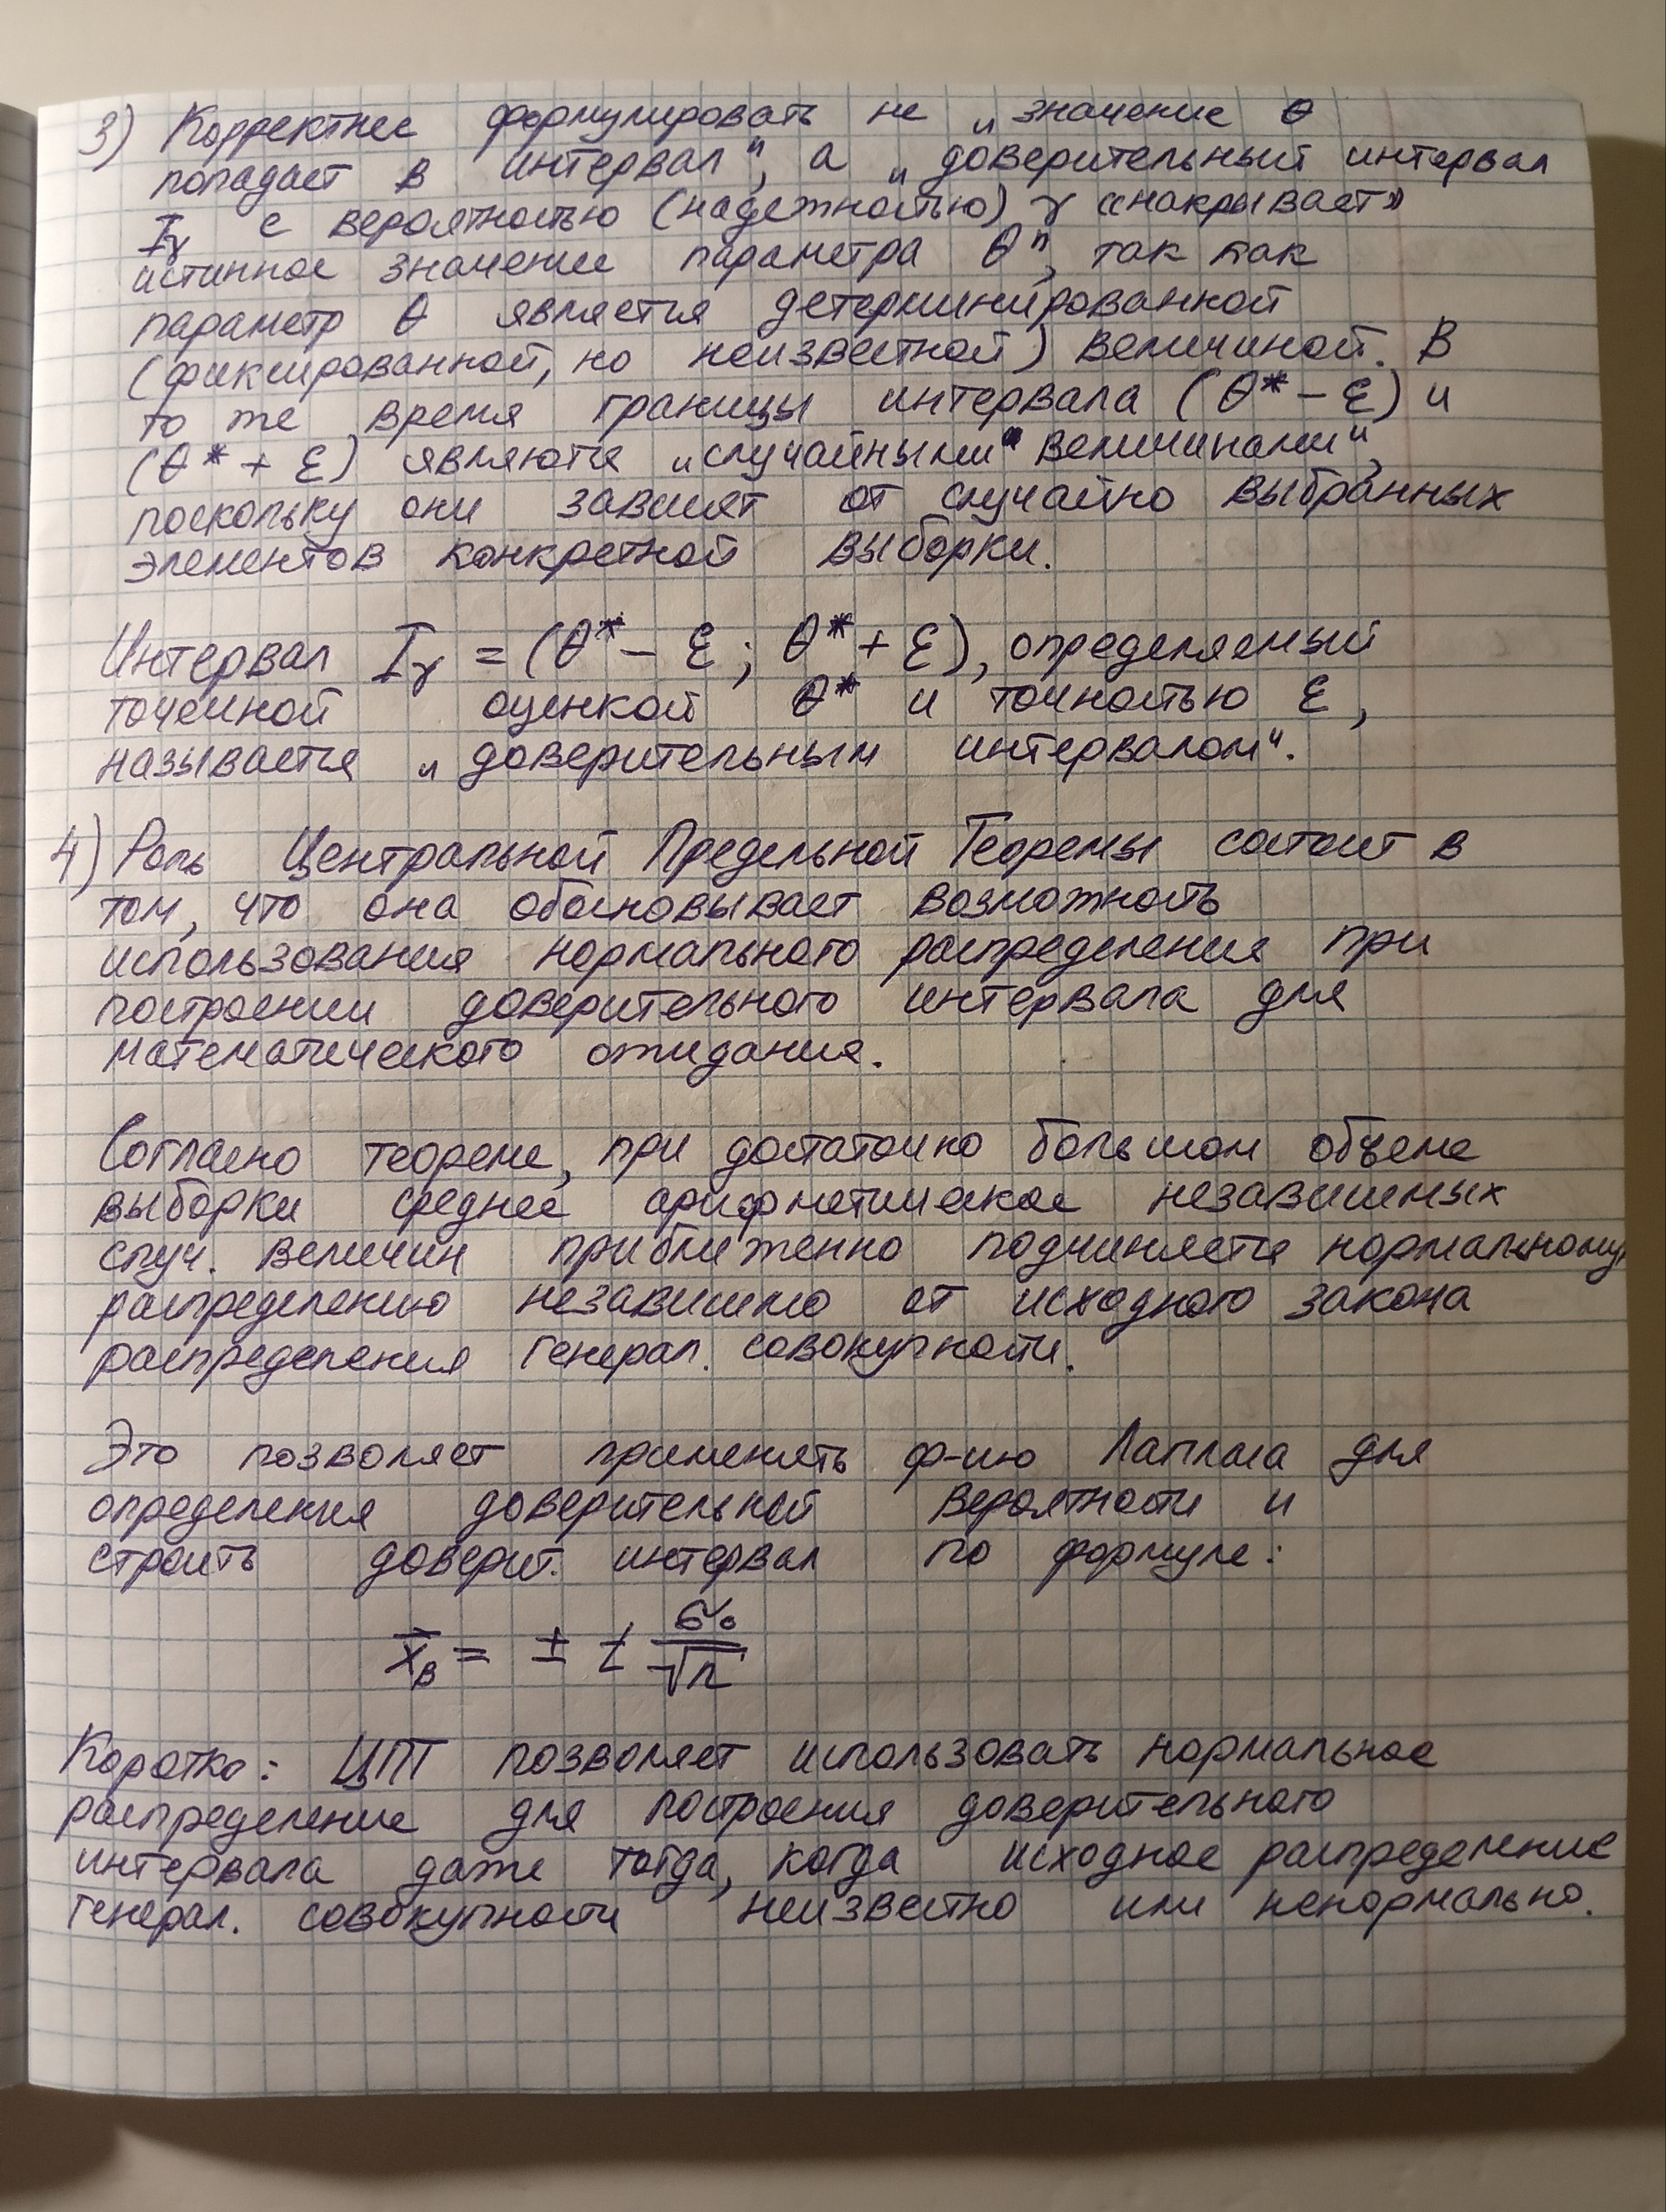 3) Корректнее формулировать не „значение θ
попадает в интервал", а „доверительный интервал
Iγ с вероятностью (надежностью) γ «накрывает»
истинное значение параметра θ", так как
параметр θ является детерминированной
(фиксированной, но неизвестной) величиной. В
то же время границы интервала (θ* − ε) и
(θ* + ε) являются „случайными величинами",
поскольку они зависят от случайно выбранных
элементов конкретной выборки.
Интервал Iγ = (θ* − ε; θ* + ε), определяемый
точечной оценкой θ* и точностью ε,
называется „доверительным интервалом".
4) Роль Центральной Предельной Теоремы состоит в
том, что она обосновывает возможность
использования нормального распределения при
построении доверительного интервала для
математического ожидания.
Согласно теореме, при достаточно большом объеме
выборки среднее арифметическое независимых
случ. величин приближенно подчиняется нормальному
распределению независимо от исходного закона
распределения генерал. совокупности.
Это позволяет применять ф-ию Лапласа для
определения доверительной вероятности и
строить доверит. интервал по формуле:
x̄в = ± t σ₀/√n
Коротко: ЦПТ позволяет использовать нормальное
распределение для построения доверительного
интервала даже тогда, когда исходное распределение
генерал. совокупности неизвестно или ненормально.